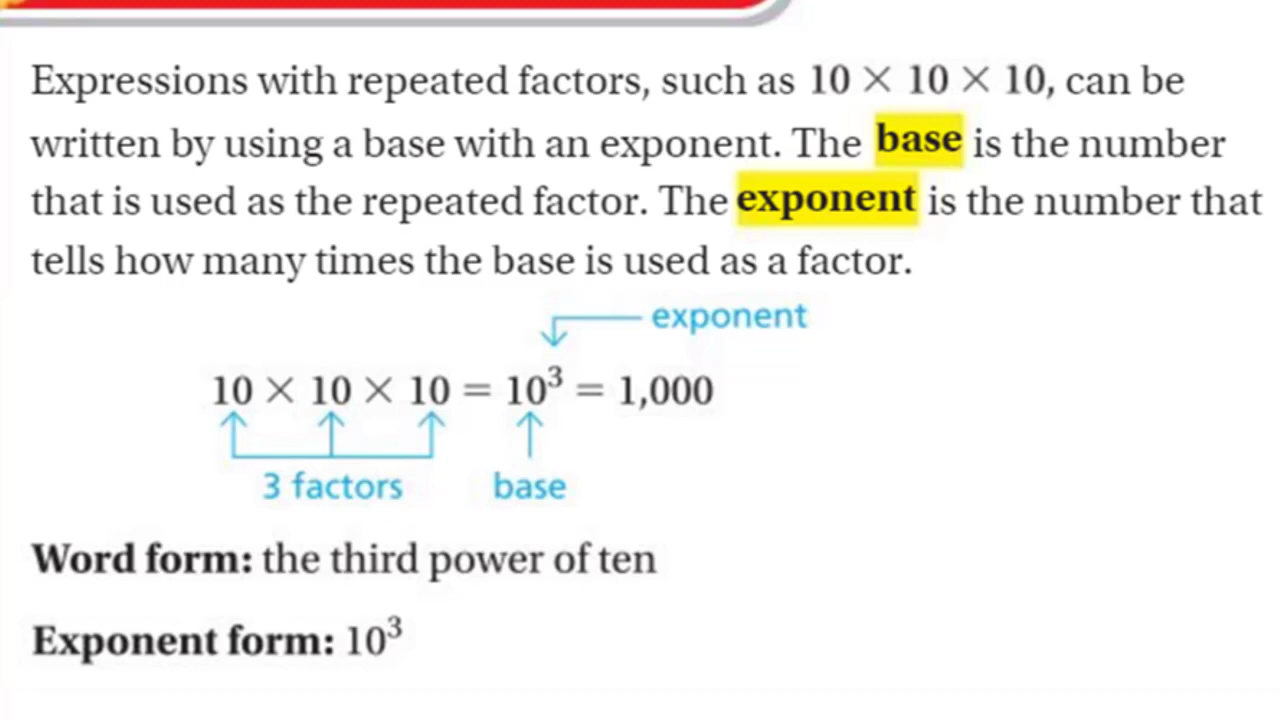 Expressions with repeated factors, such as 10 × 10 × 10, can be
written by using a base with an exponent. The base is the number
that is used as the repeated factor. The exponent is the number that
tells how many times the base is used as a factor.
exponent
10 × 10 × 10 = 10³ = 1,000
3 factors base
Word form: the third power of ten
Exponent form: 10³